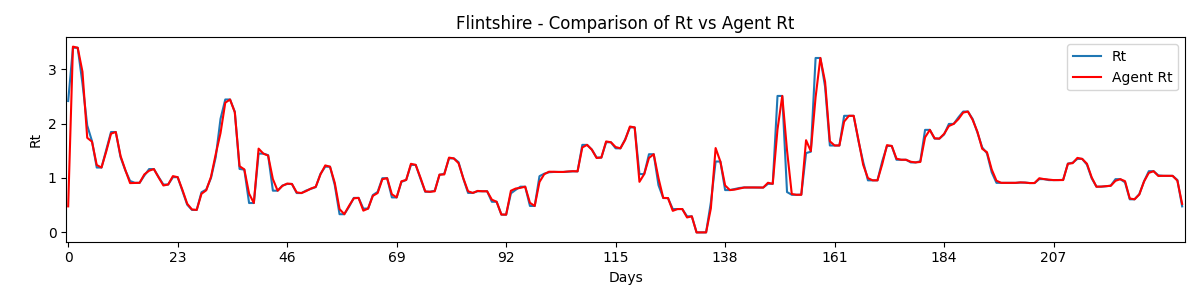 Flintshire - Comparison of Rt vs Agent Rt
Rt
Agent Rt
Rt
3
2
1
0
0 23 46 69 92 115 138 161 184 207
Days